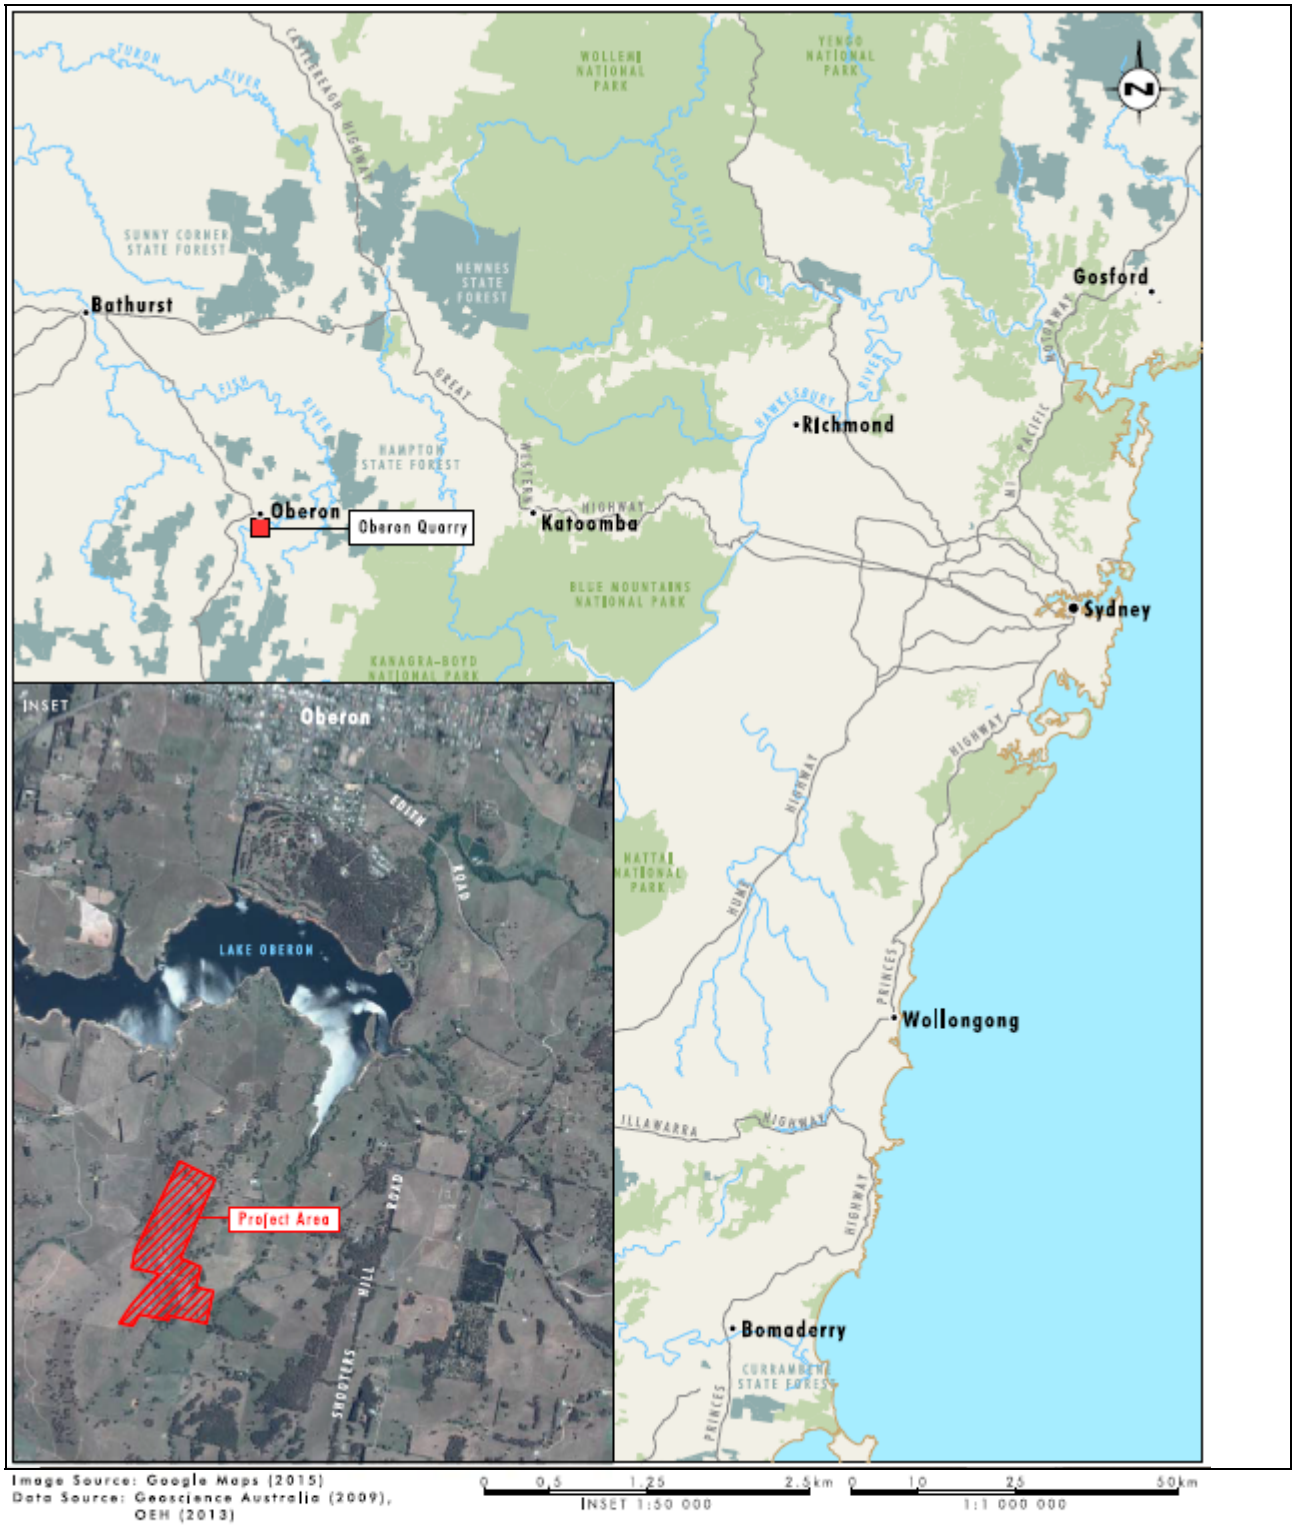 TURON
RIVER
CASTLEREAGH HIGHWAY
WOLLEMI
NATIONAL
PARK
YENGO
NATIONAL
PARK
N
COLO
RIVER
SUNNY CORNER
STATE FOREST
NEWNES
STATE
FOREST
Gosford
Bathurst
MOTORWAY
GREAT
FISH
RIVER
HAWKESBURY
RIVER
Richmond
PACIFIC
M1
HAMPTON
STATE FOREST
WESTERN
HIGHWAY
Oberon
Oberon Quarry
Katoomba
BLUE MOUNTAINS
NATIONAL PARK
Sydney
KANAGRA-BOYD
NATIONAL PARK
INSET
Oberon
HIGHWAY
HIGHWAY
EDITH
ROAD
NATTAI
NATIONAL
PARK
HUME
LAKE OBERON
PRINCES
Wollongong
ILLAWARRA
HIGHWAY
ROAD
HIGHWAY
Project Area
HILL
SHOOTERS
Bomaderry
CURRAMBENE
STATE FOREST
PRINCES
Image Source: Google Maps (2015)
Data Source: Geoscience Australia (2009),
OEH (2013)
0 0.5 1.25 2.5km
INSET 1:50 000
0 10 25 50km
1:1 000 000